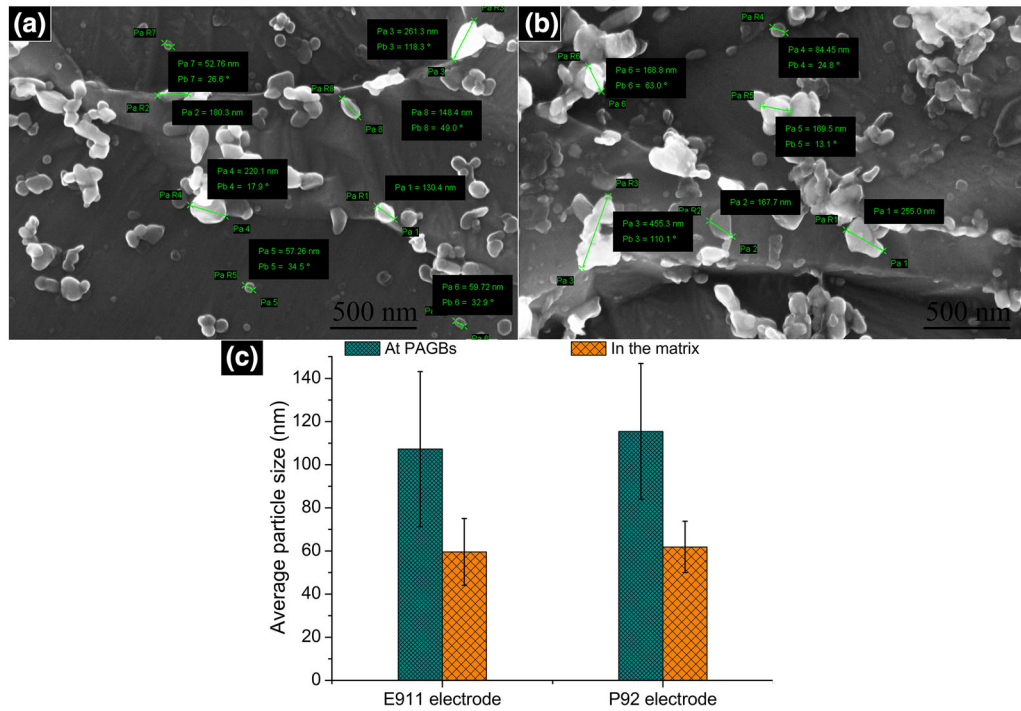 (a)
Pa R7
Pa 7 = 52.76 nm
Pb 7 = 26.6 °
Pa R2
Pa 2 = 180.3 nm
Pa R3
Pa 3 = 261.3 nm
Pb 3 = 118.3 °
Pa 3
Pa R8
Pa 8
Pa 8 = 148.4 nm
Pb 8 = 49.0 °
Pa 4 = 220.1 nm
Pb 4 = 17.9 °
Pa R4
Pa 4
Pa R1
Pa 1 = 130.4 nm
Pa 1
Pa 5 = 57.26 nm
Pb 5 = 34.5 °
Pa R5
Pa 5
Pa 6 = 59.72 nm
Pb 6 = 32.9 °
500 nm
(b)
Pa R4
Pa 4 = 84.45 nm
Pb 4 = 24.8 °
Pa R6
Pa 6 = 168.8 nm
Pb 6 = 63.0 °
Pa 6
Pa R5
Pa 5 = 169.5 nm
Pb 5 = 13.1 °
Pa R3
Pa 3 = 455.3 nm
Pb 3 = 110.1 °
Pa 3
Pa R2
Pa 2 = 167.7 nm
Pa 2
Pa R1
Pa 1 = 255.0 nm
Pa 1
500 nm
(c)
At PAGBs
In the matrix
Average particle size (nm)
140
120
100
80
60
40
20
0
E911 electrode
P92 electrode